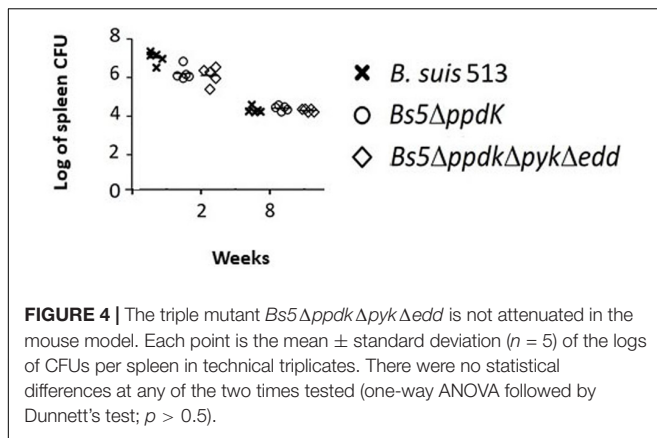 8
6
4
2
0
Log of spleen CFU
2 8
Weeks
B. suis 513
Bs5ΔppdK
Bs5ΔppdkΔpykΔedd
FIGURE 4 | The triple mutant Bs5ΔppdkΔpykΔedd is not attenuated in the
mouse model. Each point is the mean ± standard deviation (n = 5) of the logs
of CFUs per spleen in technical triplicates. There were no statistical
differences at any of the two times tested (one-way ANOVA followed by
Dunnett's test; p > 0.5).